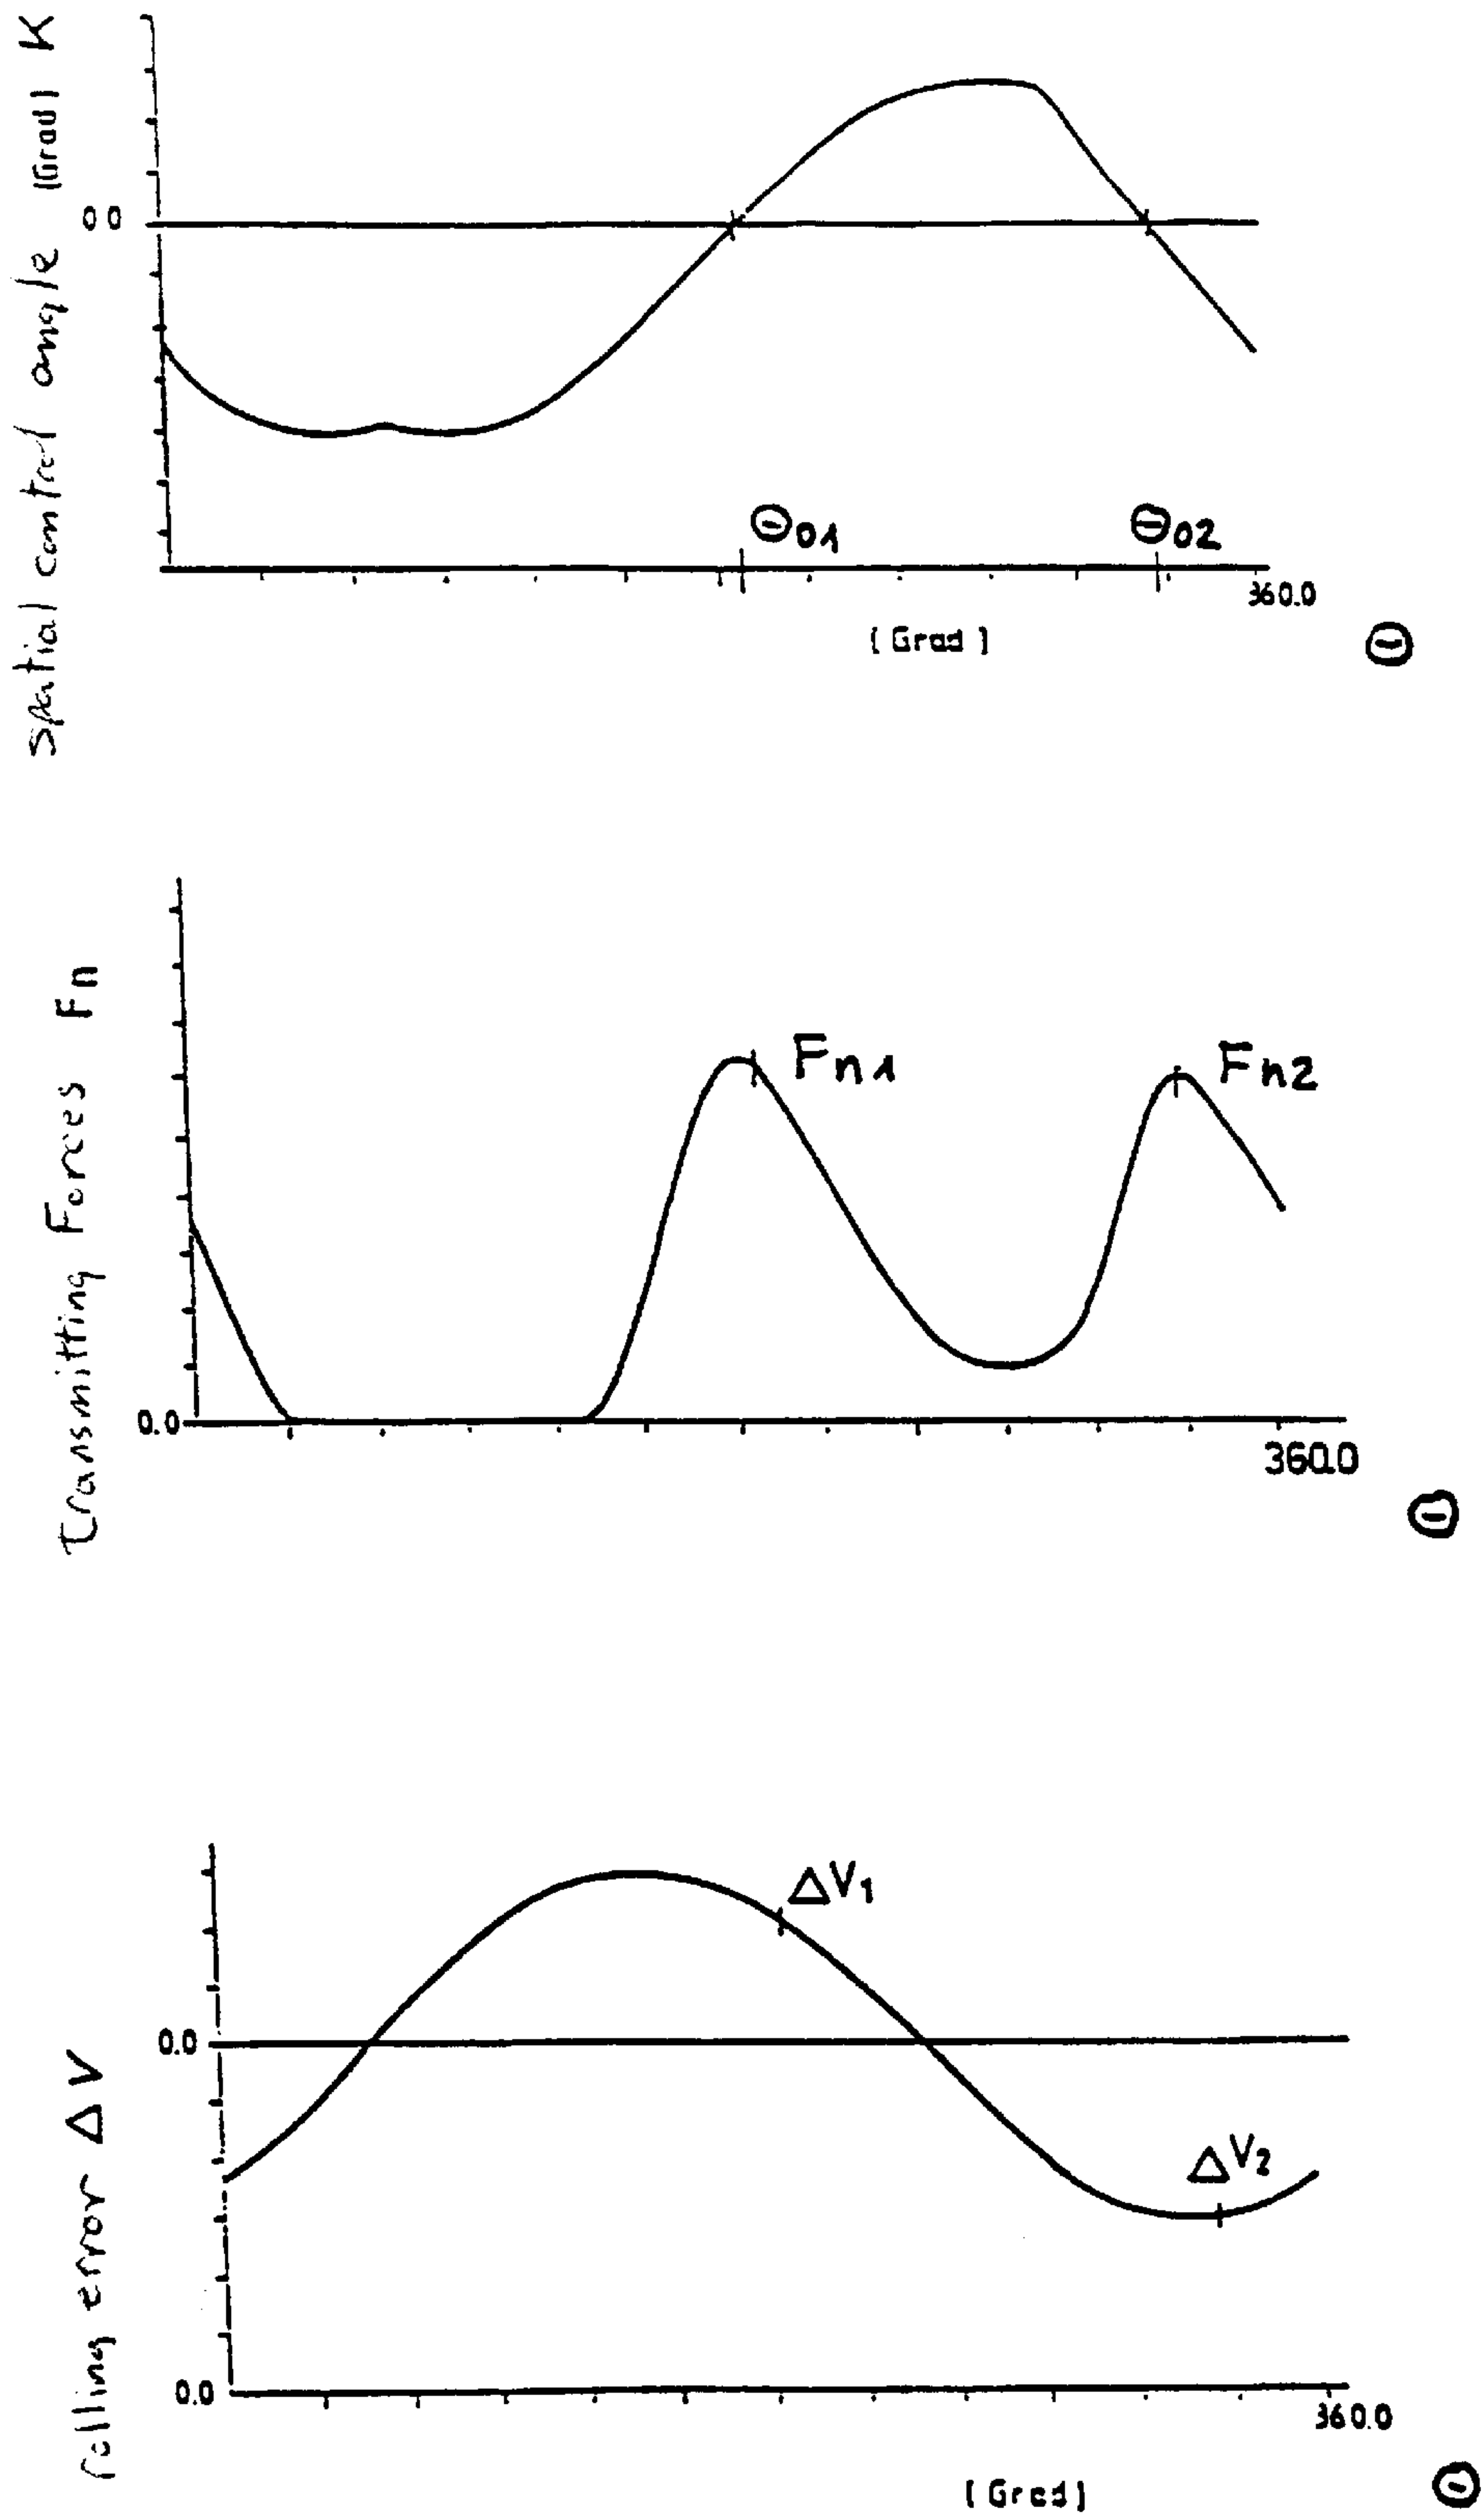 Spatial control angle (Grad) K
0 0
Θ01
Θ02
360.0
[Grad]
Θ
Transmitting Forces Fn
Fn1
Fn2
0.0
360.0
Θ
rolling error ΔV
ΔV1
0.0
ΔV2
0.0
360.0
[Grad]
Θ